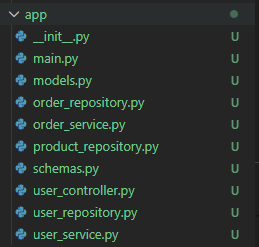 app
__init__.py U
main.py U
models.py U
order_repository.py U
order_service.py U
product_repository.py U
schemas.py U
user_controller.py U
user_repository.py U
user_service.py U